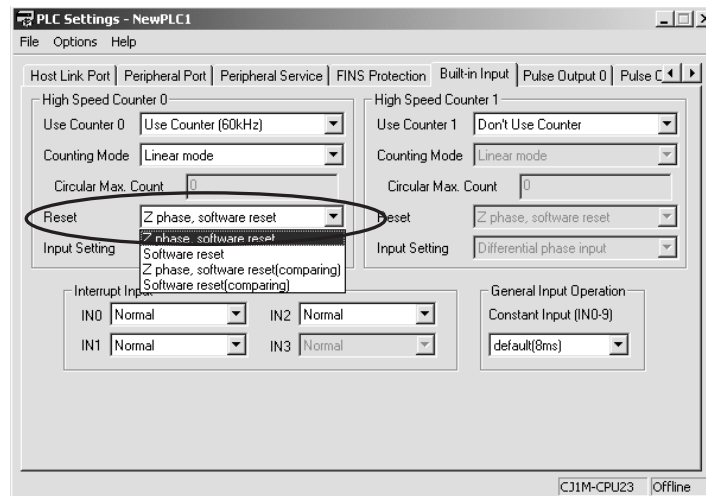 PLC Settings - NewPLC1
File Options Help
Host Link Port Peripheral Port Peripheral Service FINS Protection Built-in Input Pulse Output 0 Pulse
High Speed Counter 0
Use Counter 0 Use Counter (60kHz)
Counting Mode Linear mode
Circular Max. Count 0
Reset Z phase, software reset
Z phase, software reset
Software reset
Z phase, software reset(comparing)
Software reset(comparing)
Input Setting
High Speed Counter 1
Use Counter 1 Don't Use Counter
Counting Mode Linear mode
Circular Max. Count 0
Reset Z phase, software reset
Input Setting Differential phase input
Interrupt Input
IN0 Normal IN2 Normal
IN1 Normal IN3 Normal
General Input Operation
Constant Input (IN0-9)
default(8ms)
CJ1M-CPU23 Offline